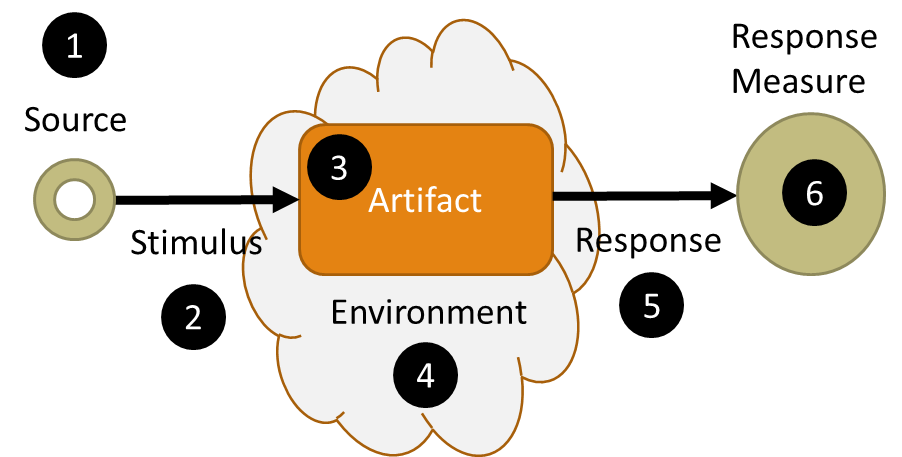 1
Source
Stimulus
2
3
Artifact
Environment
4
Response
5
Response
Measure
6